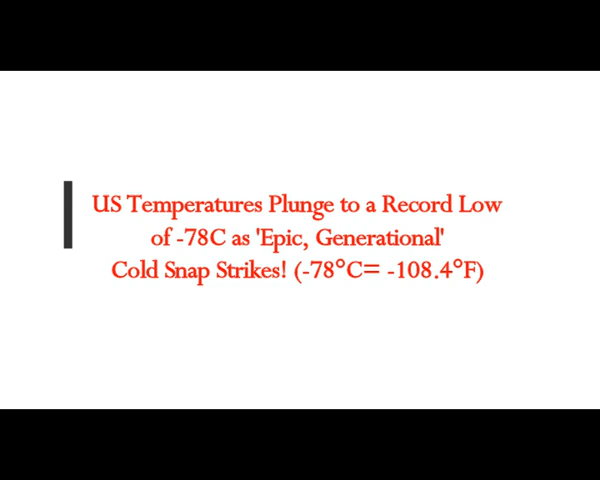 US Temperatures Plunge to a Record Low
of -78C as 'Epic, Generational'
Cold Snap Strikes! (-78°C= -108.4°F)